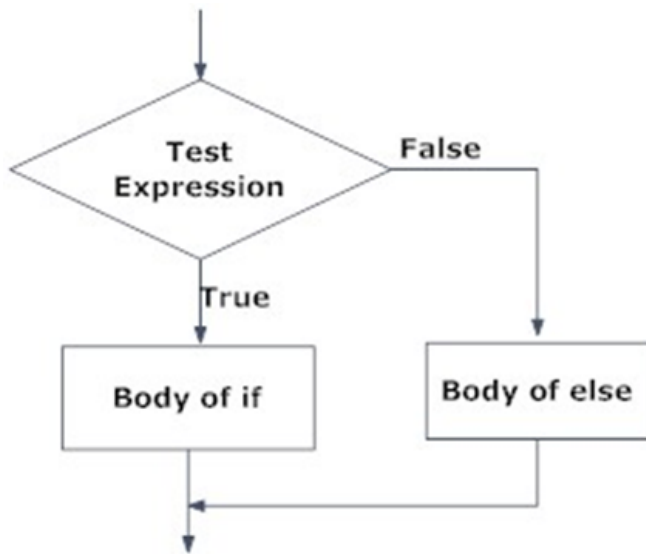 Test
Expression
False
True
Body of if
Body of else